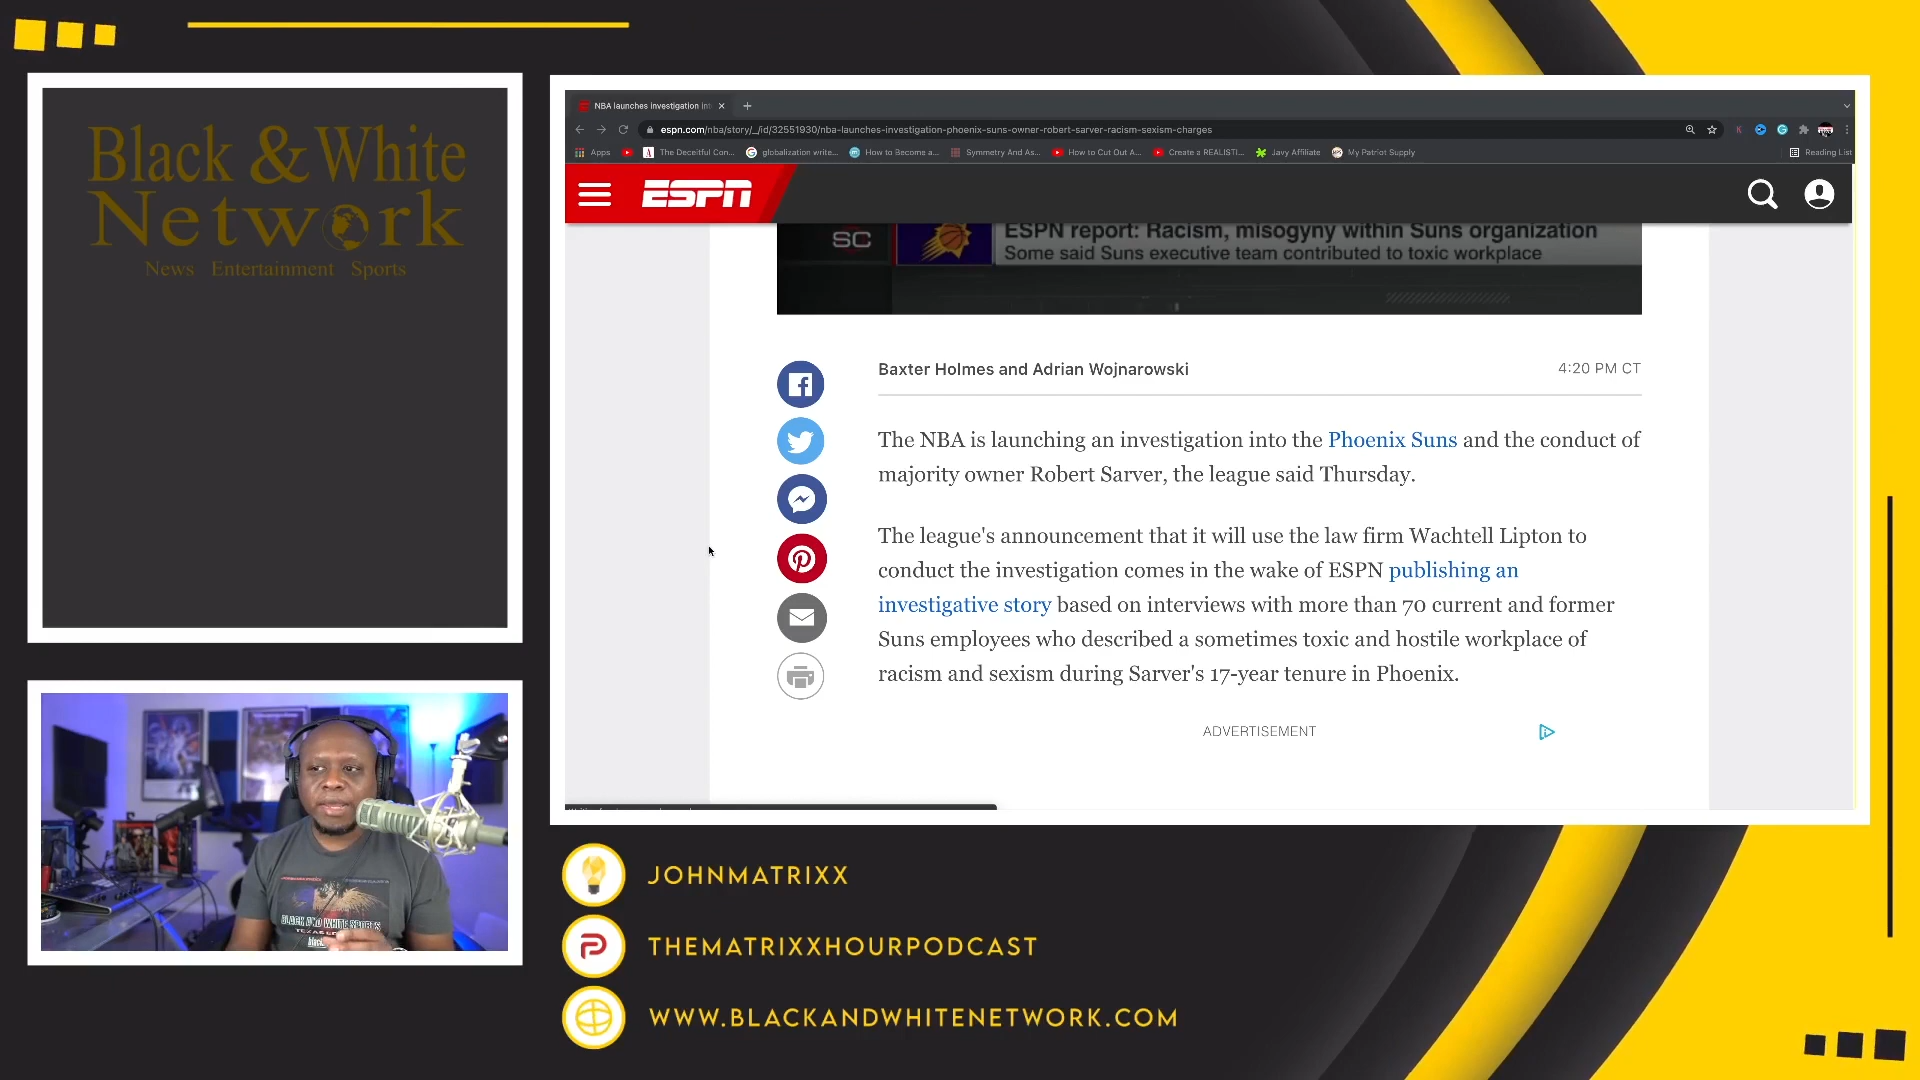 Black & White
Network
News Entertainment Sports
NBA launches investigation int
espn.com/nba/story/_/id/32551930/nba-launches-investigation-phoenix-suns-owner-robert-sarver-racism-sexism-charges
Apps
The Deceitful Con...
globalization write...
How to Become a...
Symmetry And As...
How to Cut Out A...
Create a REALISTI...
Javy Affiliate
My Patriot Supply
Reading List
ESPN
SC
ESPN report: Racism, misogyny within Suns organization
Some said Suns executive team contributed to toxic workplace
Baxter Holmes and Adrian Wojnarowski
4:20 PM CT
The NBA is launching an investigation into the Phoenix Suns and the conduct of
majority owner Robert Sarver, the league said Thursday.
The league's announcement that it will use the law firm Wachtell Lipton to
conduct the investigation comes in the wake of ESPN publishing an
investigative story based on interviews with more than 70 current and former
Suns employees who described a sometimes toxic and hostile workplace of
racism and sexism during Sarver's 17-year tenure in Phoenix.
ADVERTISEMENT
BLACK AND WHITE SPORTS
JOHNMATRIXX
THEMATRIXXHOURPODCAST
WWW.BLACKANDWHITENETWORK.COM